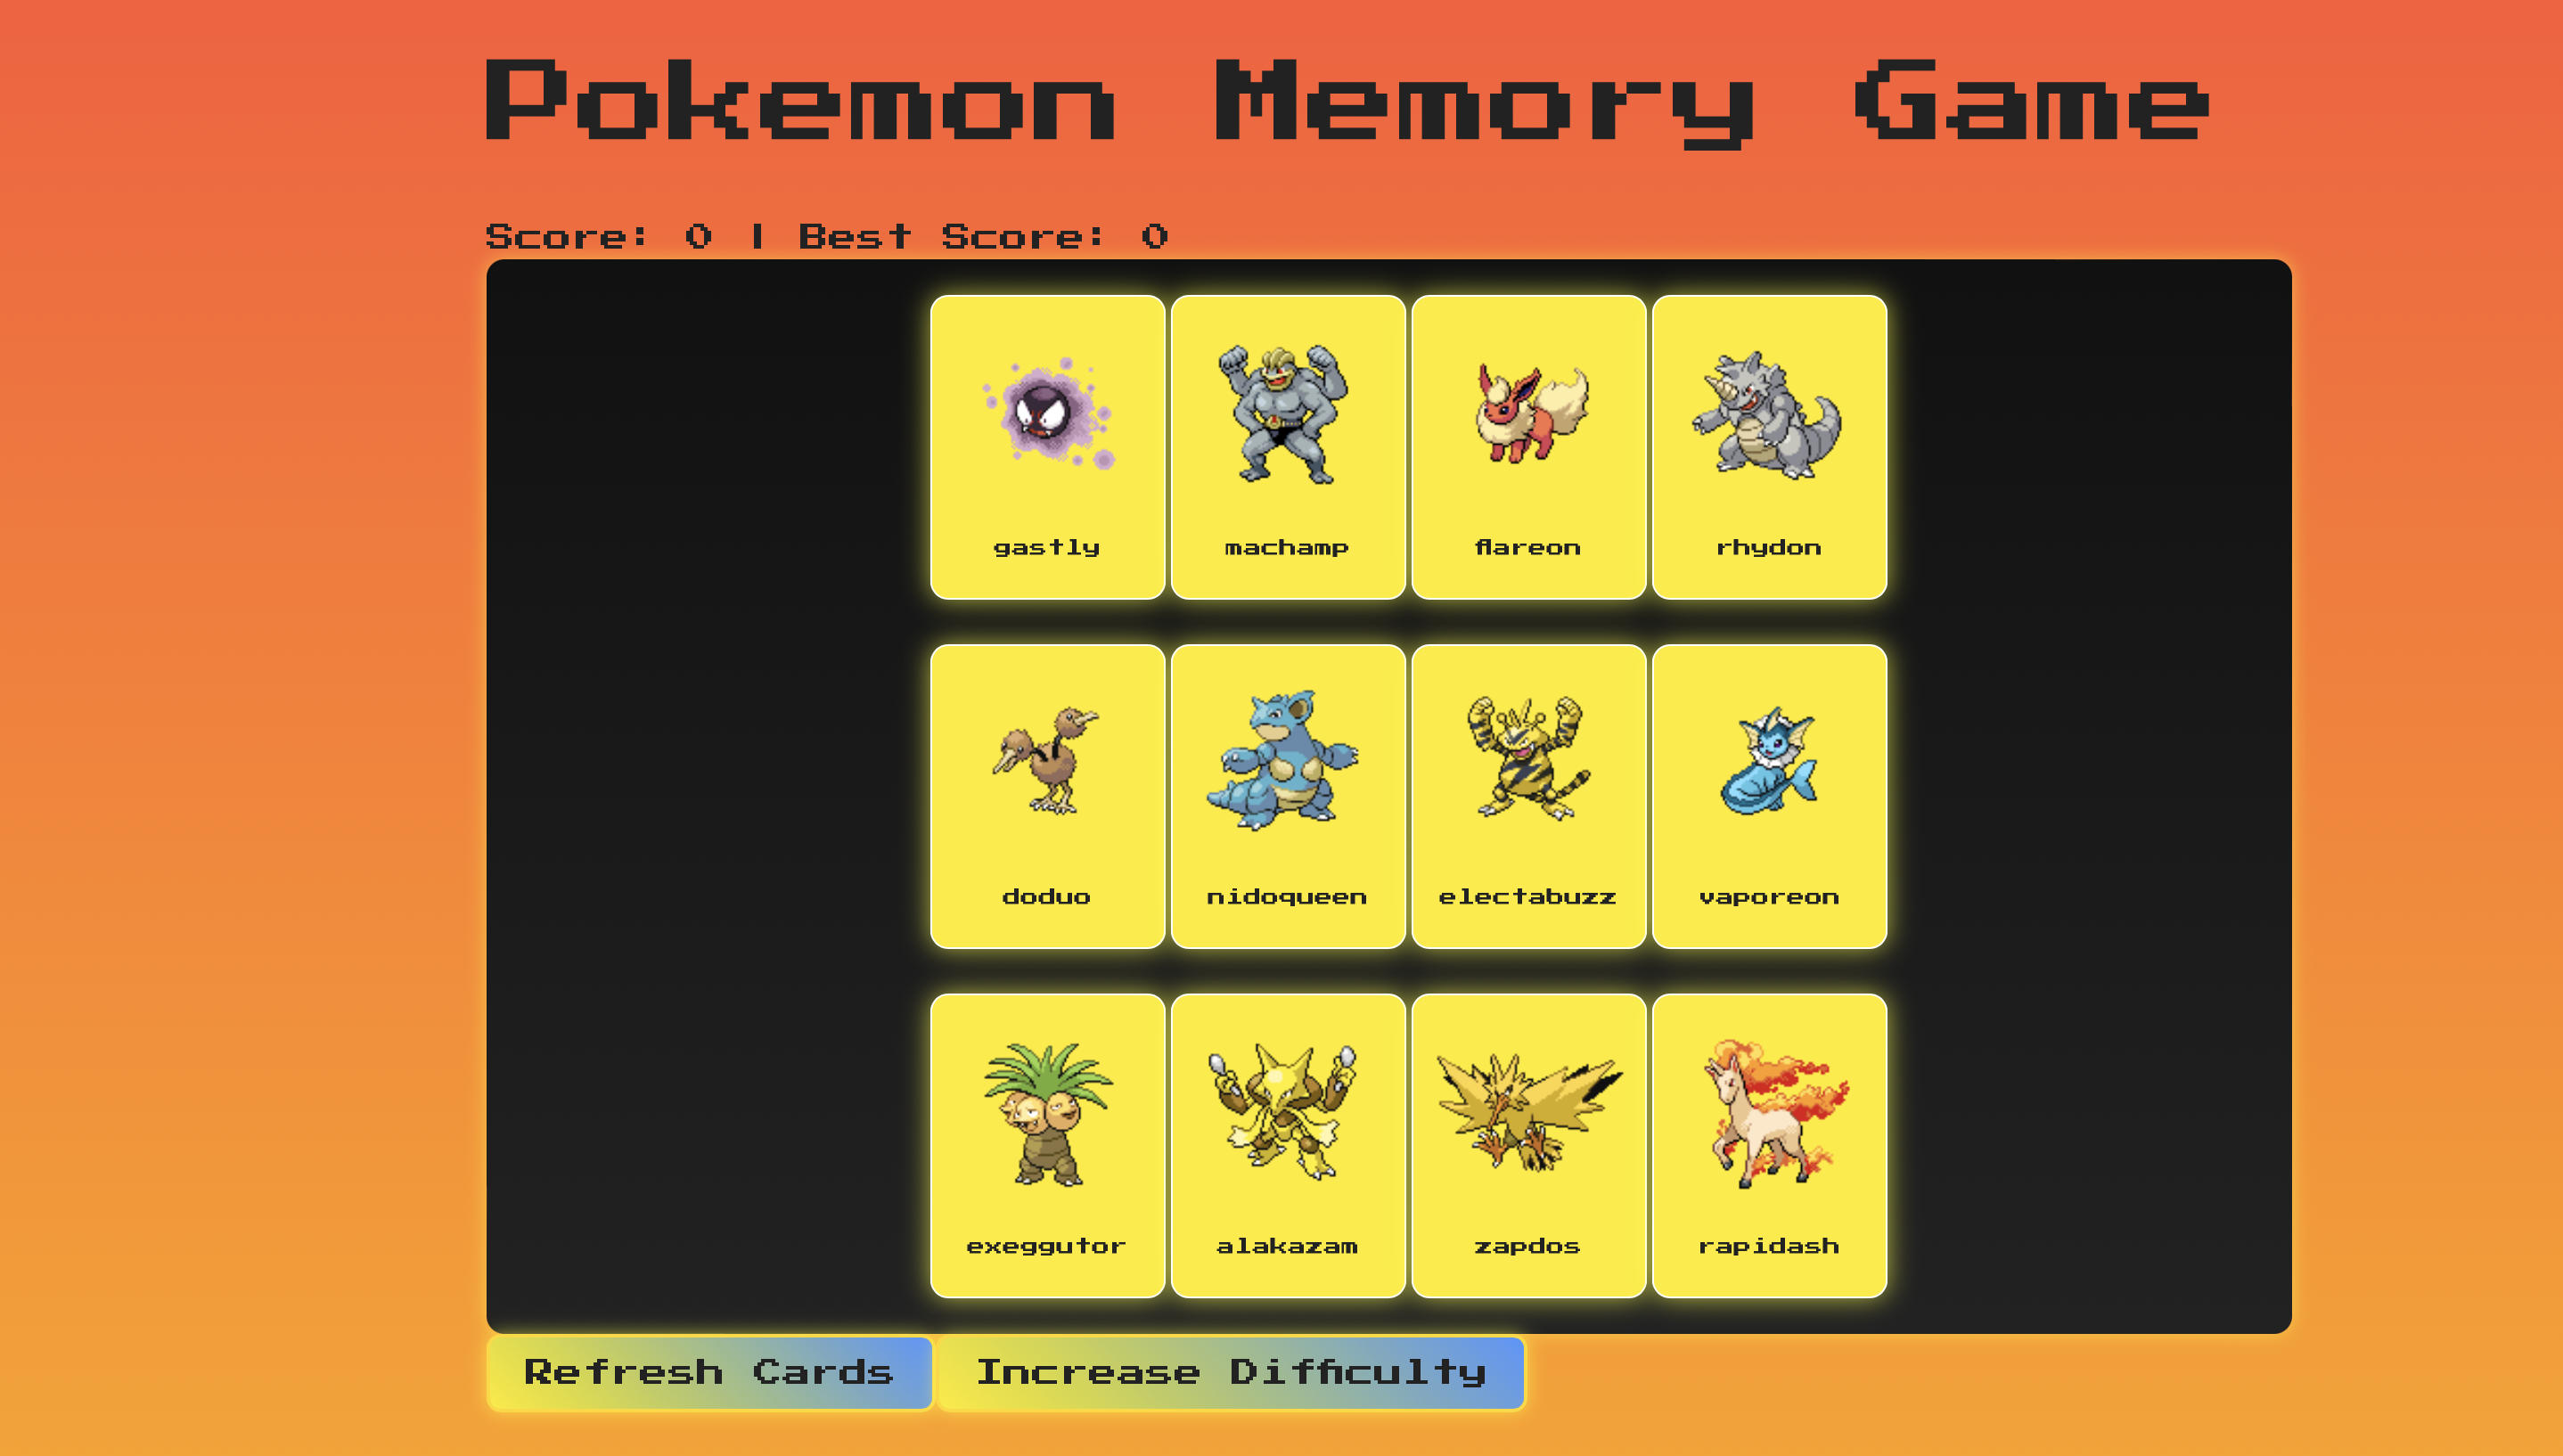 Pokemon Memory Game
Score: 0 | Best Score: 0
gastly
machamp
flareon
rhydon
doduo
nidoqueen
electabuzz
vaporeon
exeggutor
alakazam
zapdos
rapidash
Refresh Cards
Increase Difficulty